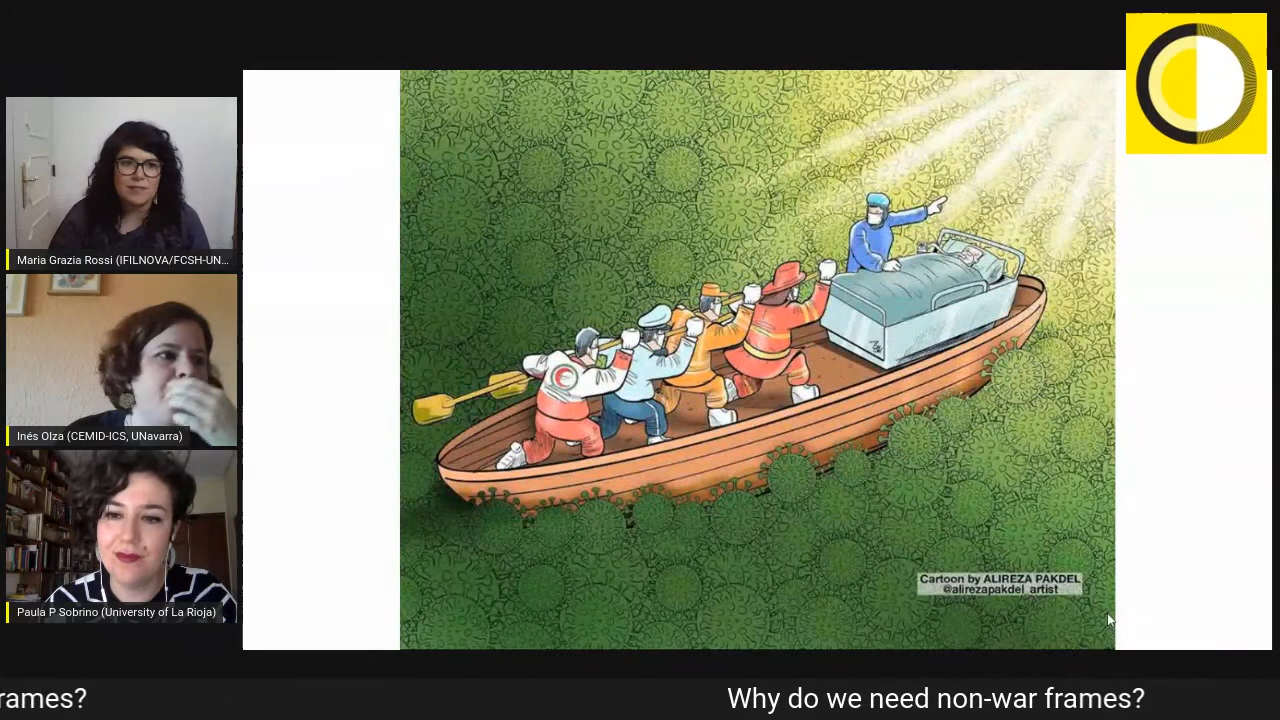 Maria Grazia Rossi (IFILNOVA/FCSH-UN...
Inés Olza (CEMID-ICS, UNavarra)
Paula P Sobrino (University of La Rioja)
Cartoon by ALIREZA PAKDEL
@alirezapakdel_artist
rames?
Why do we need non-war frames?